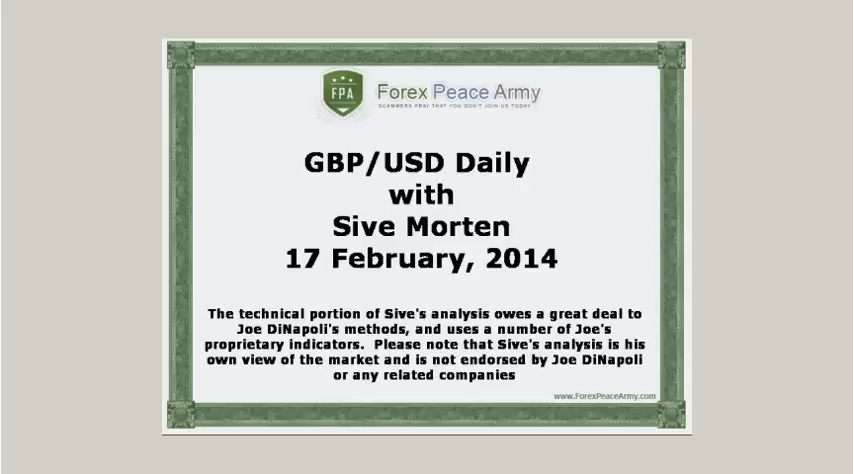 FPA
Forex Peace Army
SCAMMERS PRAY THAT YOU DON'T JOIN US TODAY
GBP/USD Daily
with
Sive Morten
17 February, 2014
The technical portion of Sive's analysis owes a great deal to
Joe DiNapoli's methods, and uses a number of Joe's
proprietary indicators.  Please note that Sive's analysis is his
own view of the market and is not endorsed by Joe DiNapoli
or any related companies
www.ForexPeaceArmy.com